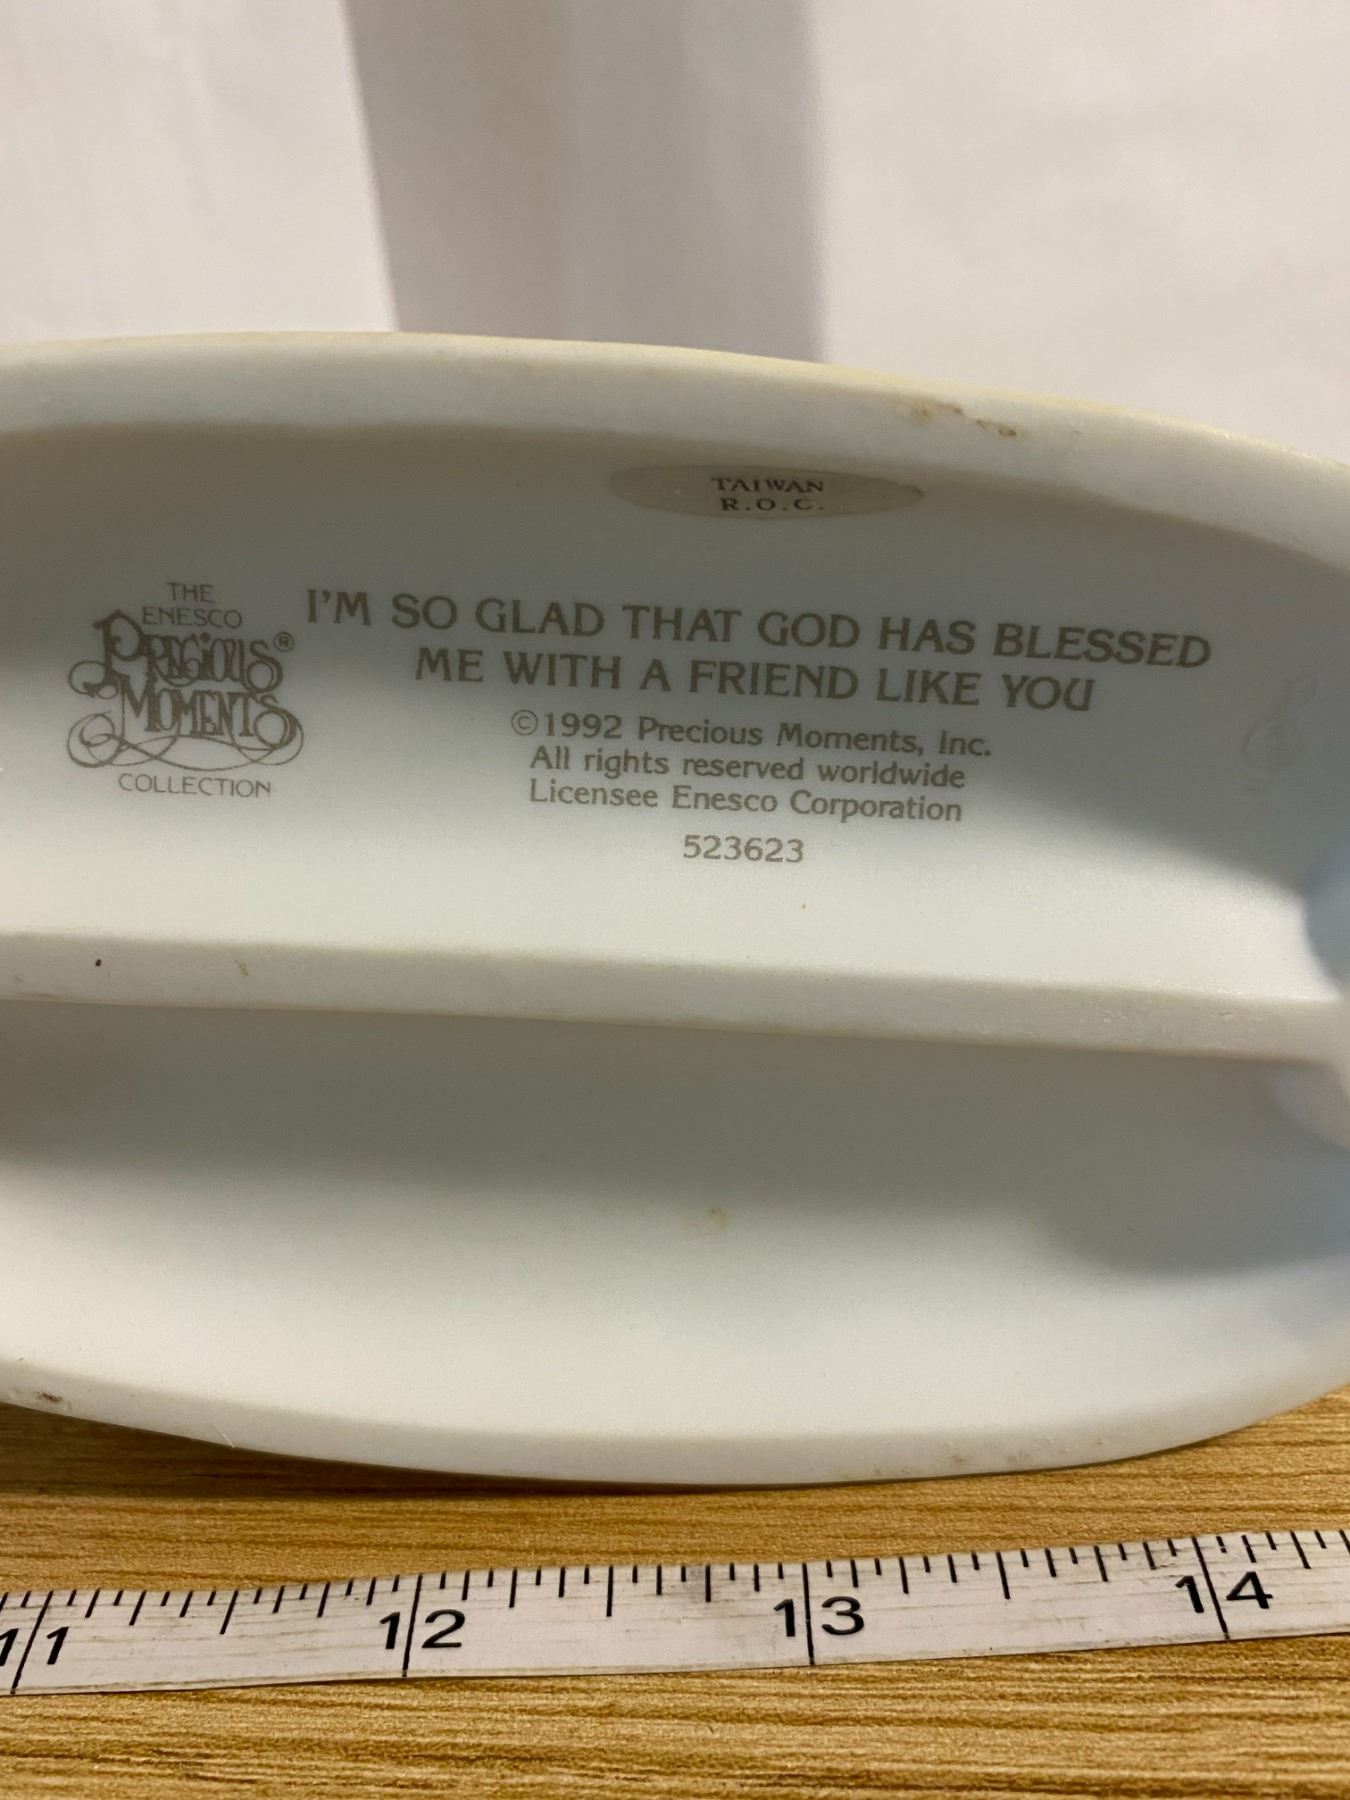 TAIWAN
R.O.C.
THE
ENESCO
PRECIOUS®
MOMENTS
COLLECTION
I'M SO GLAD THAT GOD HAS BLESSED
ME WITH A FRIEND LIKE YOU
©1992 Precious Moments, Inc.
All rights reserved worldwide
Licensee Enesco Corporation
523623
11 12 13 14